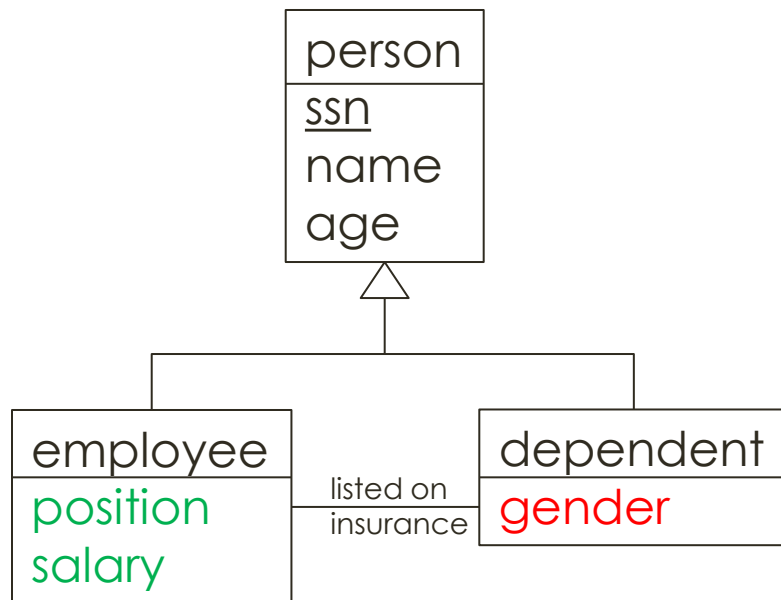 person
ssn
name
age
employee
position
salary
listed on
insurance
dependent
gender